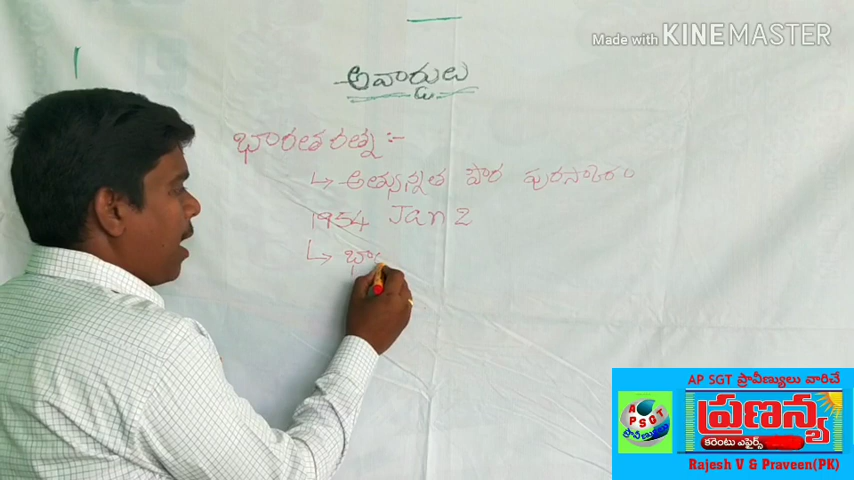 Made with KINEMASTER
అవార్డులు
భారతరత్న :-
↳ అత్యున్నత పౌర పురస్కారం
1954 Jan 2
↳ భా
AP SGT ప్రావీణ్యులు వారిచే
APSGT
ప్రావీణ్యులు
ప్రణన్య
కరెంటు ఎఫైర్స్
Rajesh V & Praveen(PK)